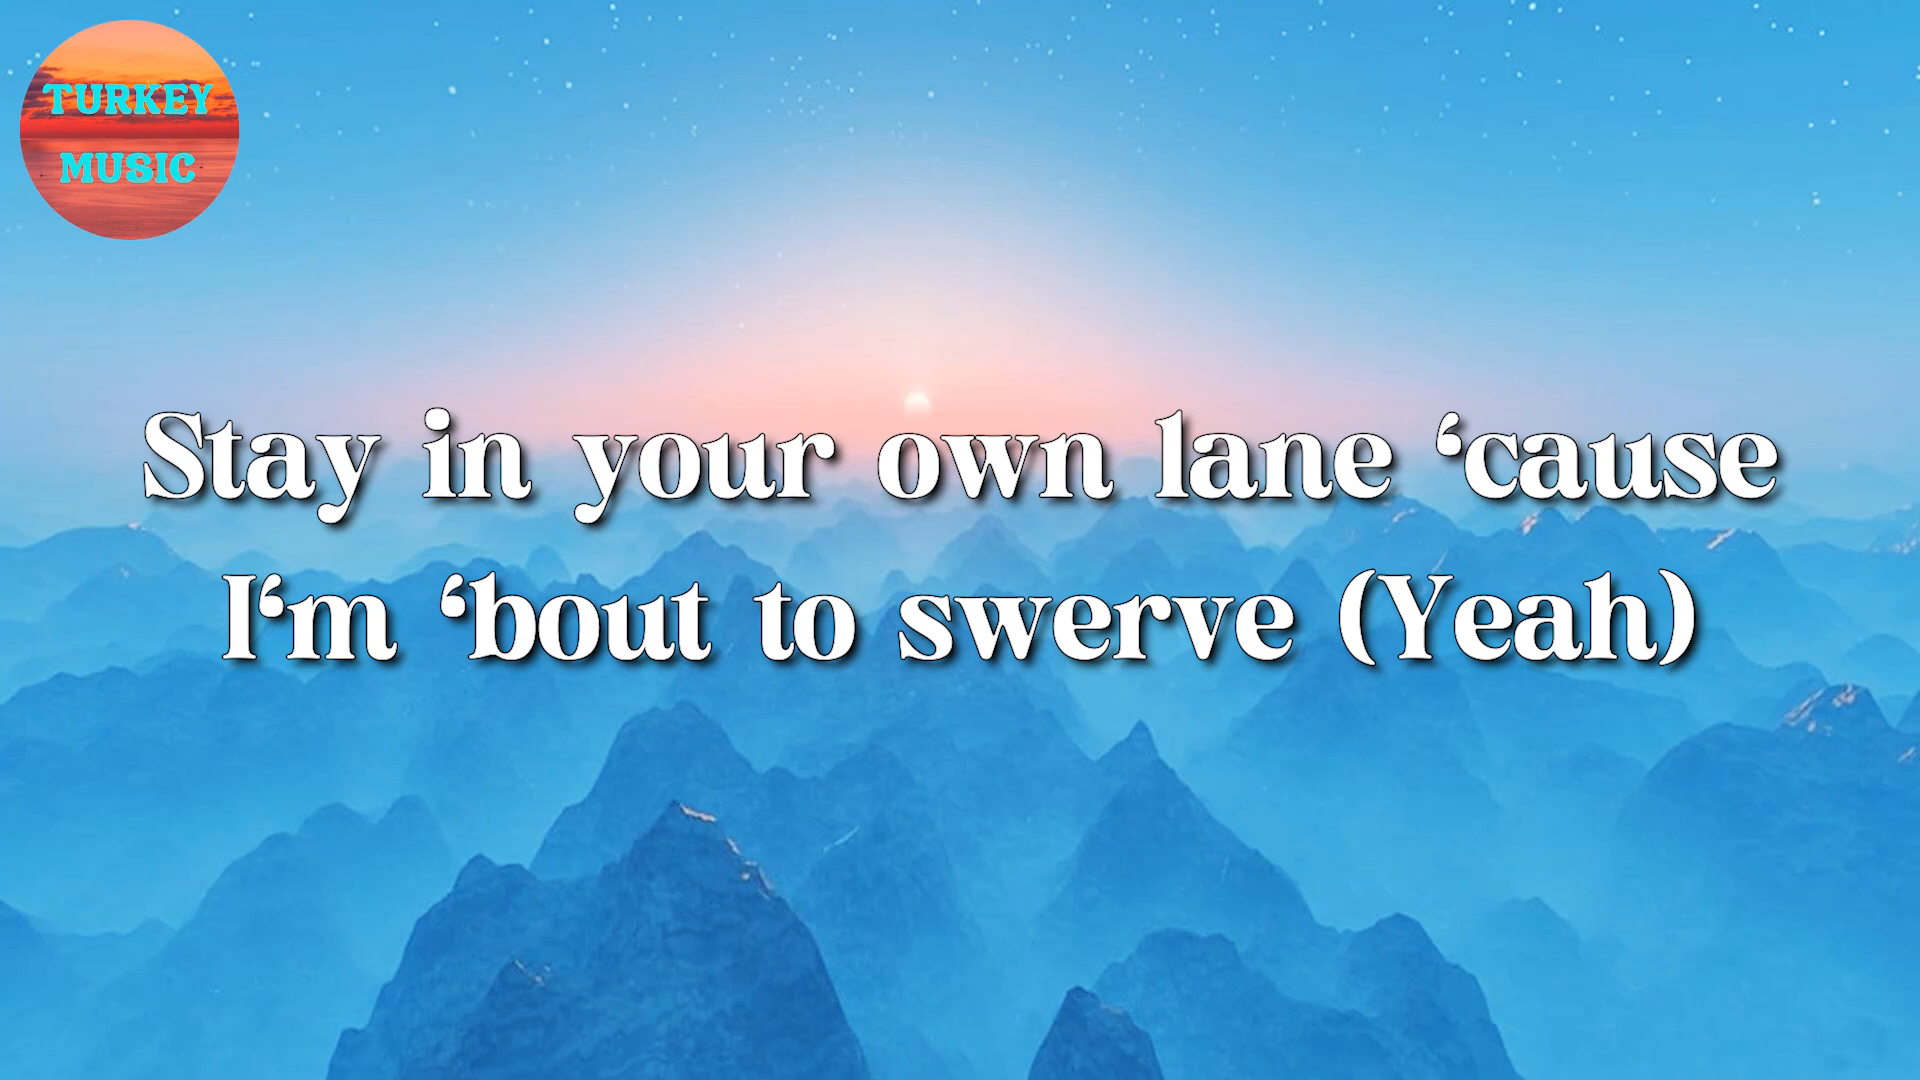 TURKEY
MUSIC
Stay in your own lane ‘cause
I‘m ‘bout to swerve (Yeah)